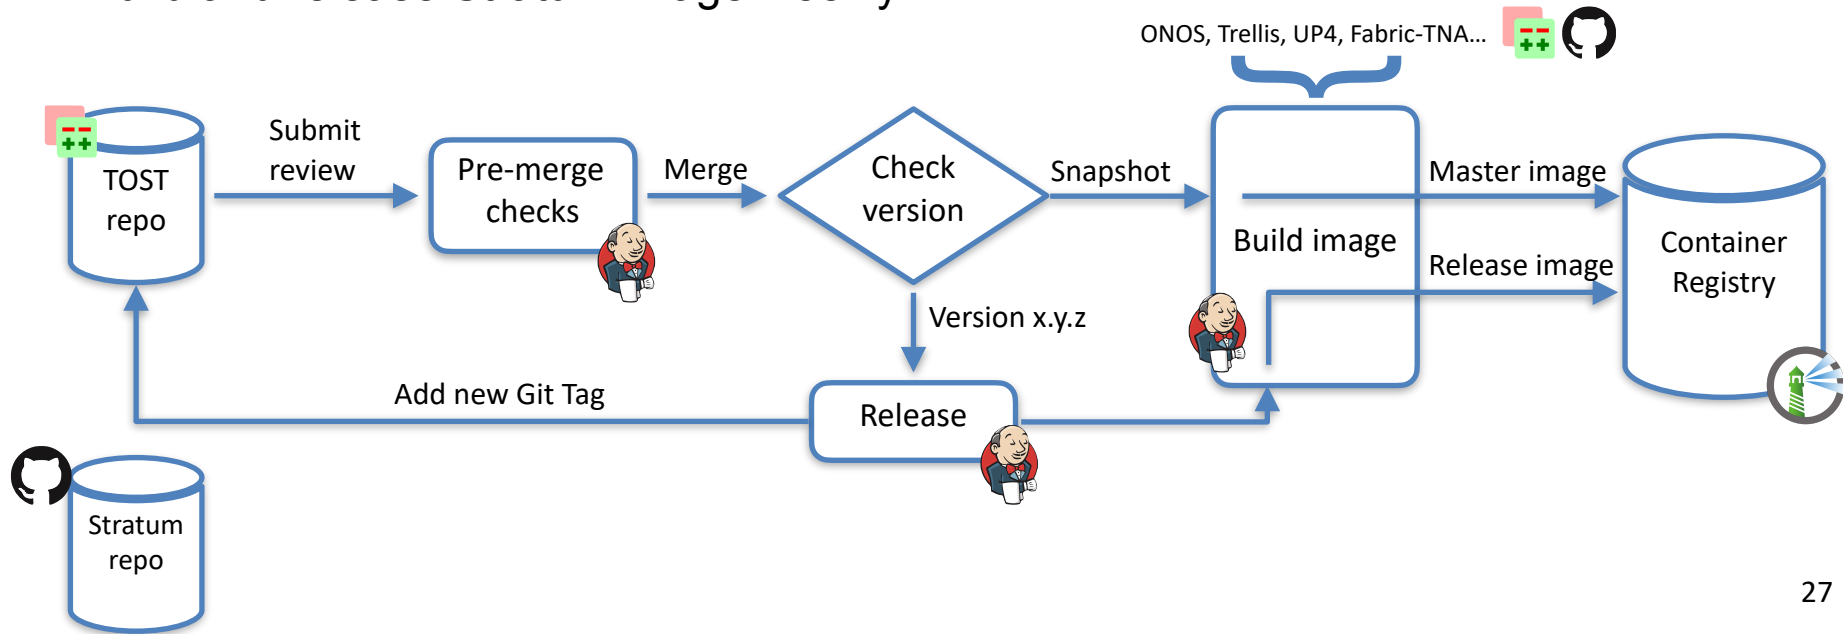 ONOS, Trellis, UP4, Fabric-TNA...
TOST
repo
Submit
review
Pre-merge
checks
Merge
Check
version
Snapshot
Build image
Master image
Release image
Container
Registry
Version x.y.z
Release
Add new Git Tag
Stratum
repo
27